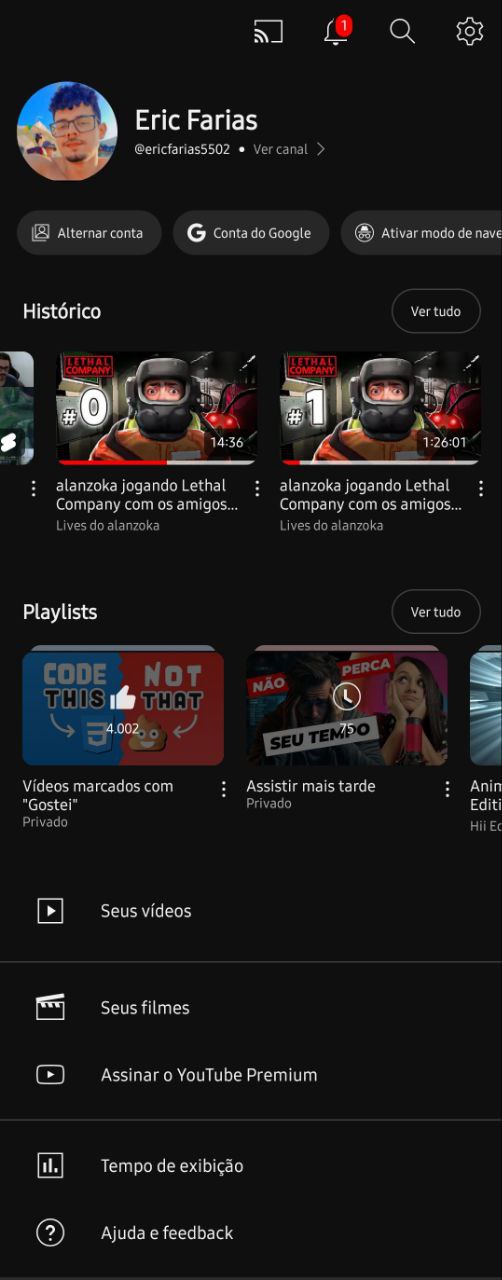 1
Eric Farias
@ericfarias5502 • Ver canal
Alternar conta
Conta do Google
Ativar modo de nave
Histórico
Ver tudo
LETHAL
COMPANY
#0
14:36
LETHAL
COMPANY
#1
1:26:01
alanzoka jogando Lethal
Company com os amigos...
Lives do alanzoka
alanzoka jogando Lethal
Company com os amigos...
Lives do alanzoka
Playlists
Ver tudo
CODE
THIS
NOT
THAT
4.002
NÃO
PERCA
SEU TEMPO
75
Vídeos marcados com
"Gostei"
Privado
Assistir mais tarde
Privado
Anim
Editi
Hii Ed
Seus vídeos
Seus filmes
Assinar o YouTube Premium
Tempo de exibição
Ajuda e feedback